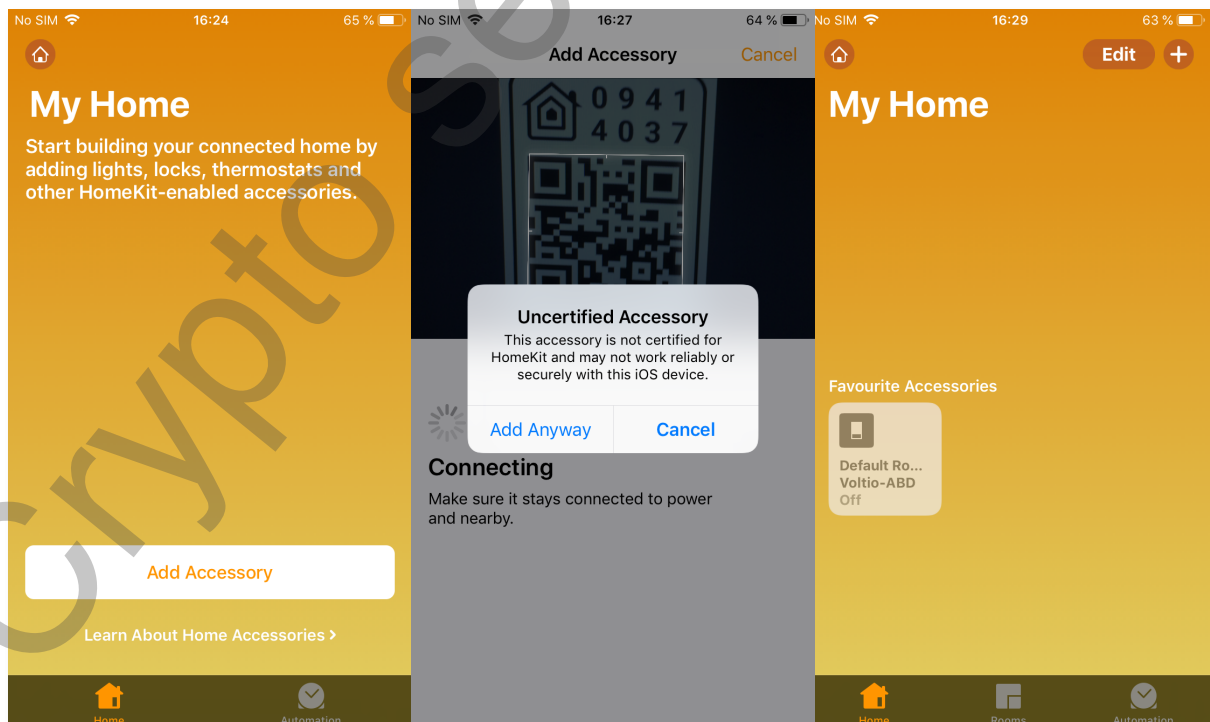 No SIM 16:24 65 %
My Home
Start building your connected home by
adding lights, locks, thermostats and
other HomeKit-enabled accessories.
Add Accessory
Learn About Home Accessories >
Home Automation
No SIM 16:27 64 %
Add Accessory Cancel
0941
4037
Uncertified Accessory
This accessory is not certified for
HomeKit and may not work reliably or
securely with this iOS device.
Add Anyway Cancel
Connecting
Make sure it stays connected to power
and nearby.
No SIM 16:29 63 %
Edit +
My Home
Favourite Accessories
Default Ro...
Voltio-ABD
Off
Home Rooms Automation
Crypto se